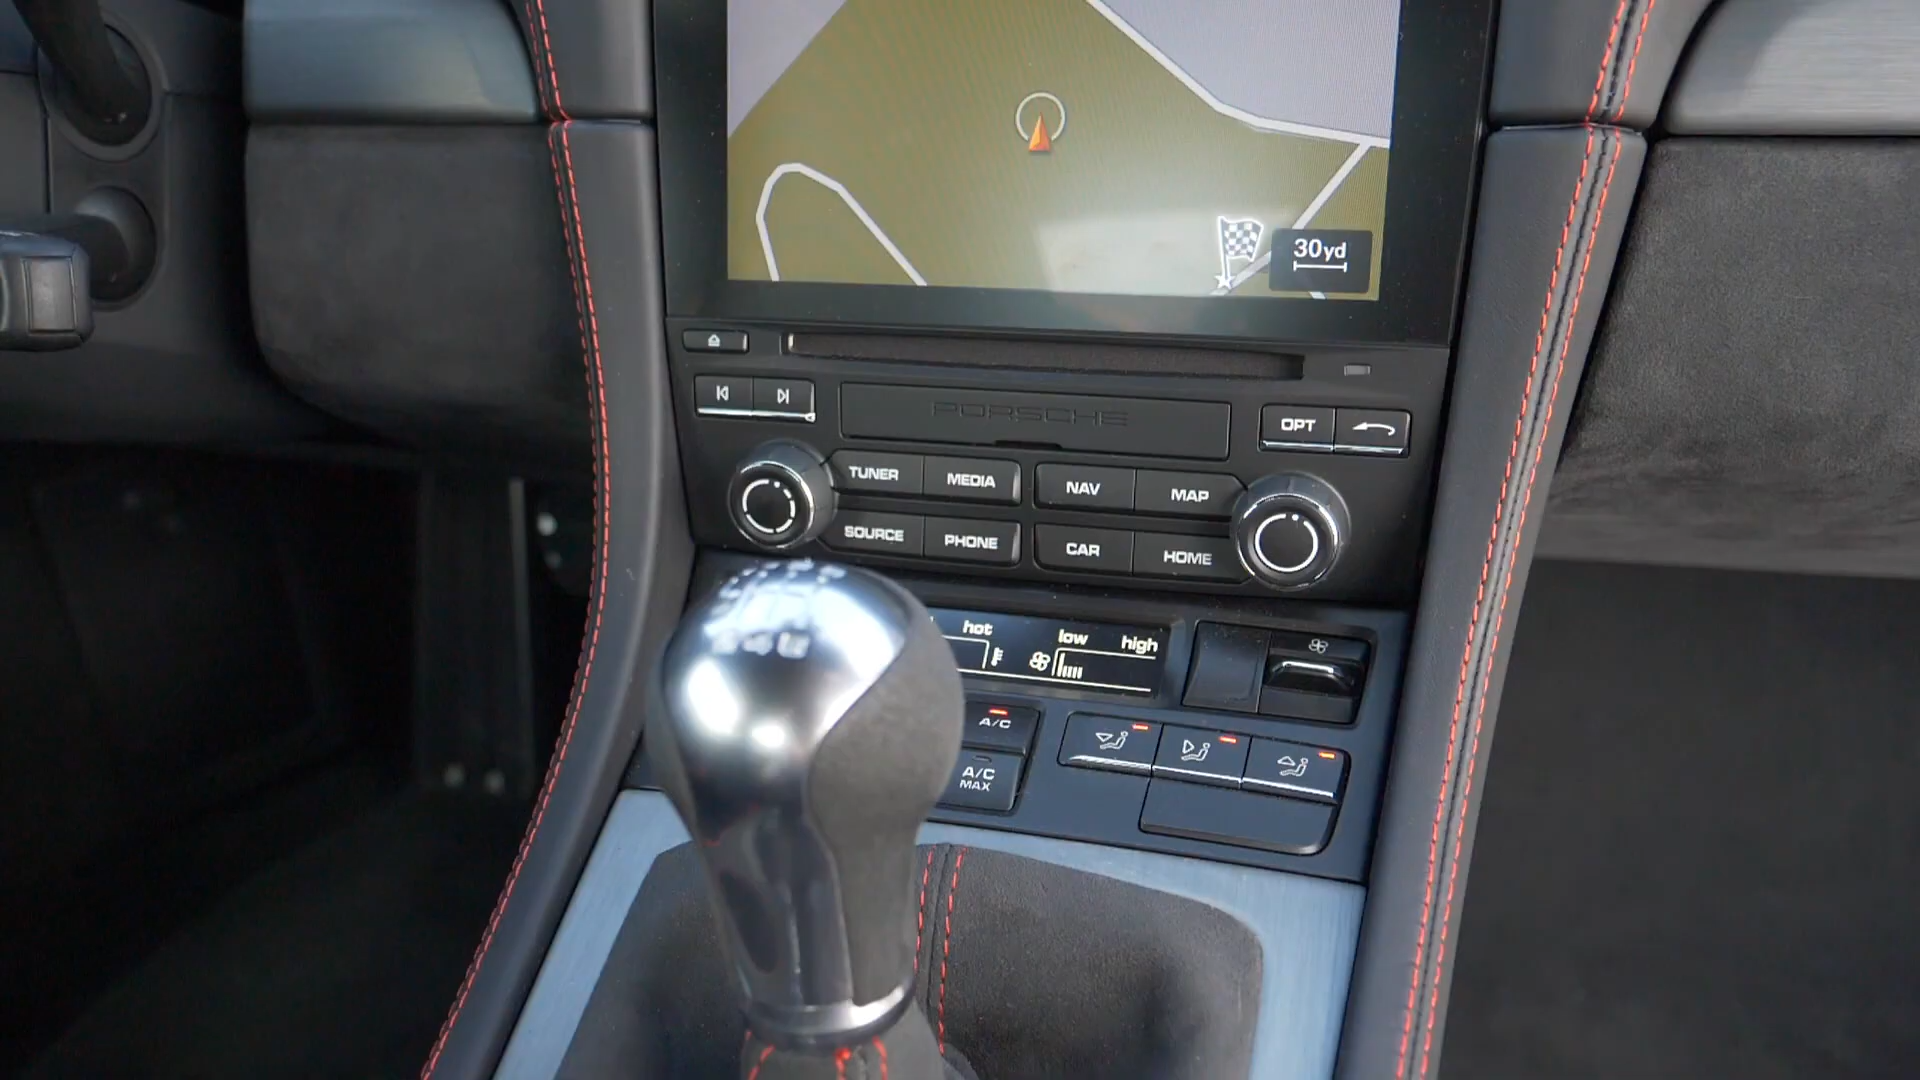 30yd
PORSCHE
OPT
TUNER
MEDIA
NAV
MAP
SOURCE
PHONE
CAR
HOME
hot
low
high
A/C
A/C
MAX